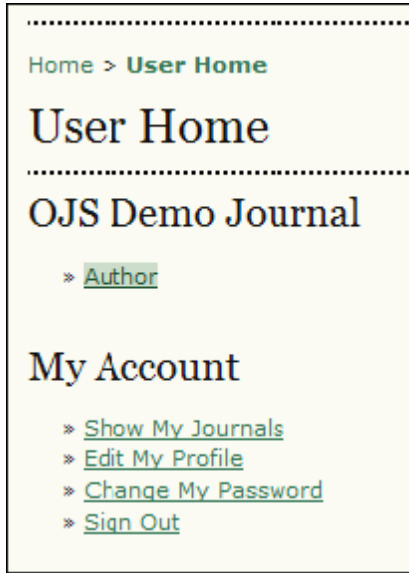 Home > User Home
User Home
OJS Demo Journal
» Author
My Account
» Show My Journals
» Edit My Profile
» Change My Password
» Sign Out